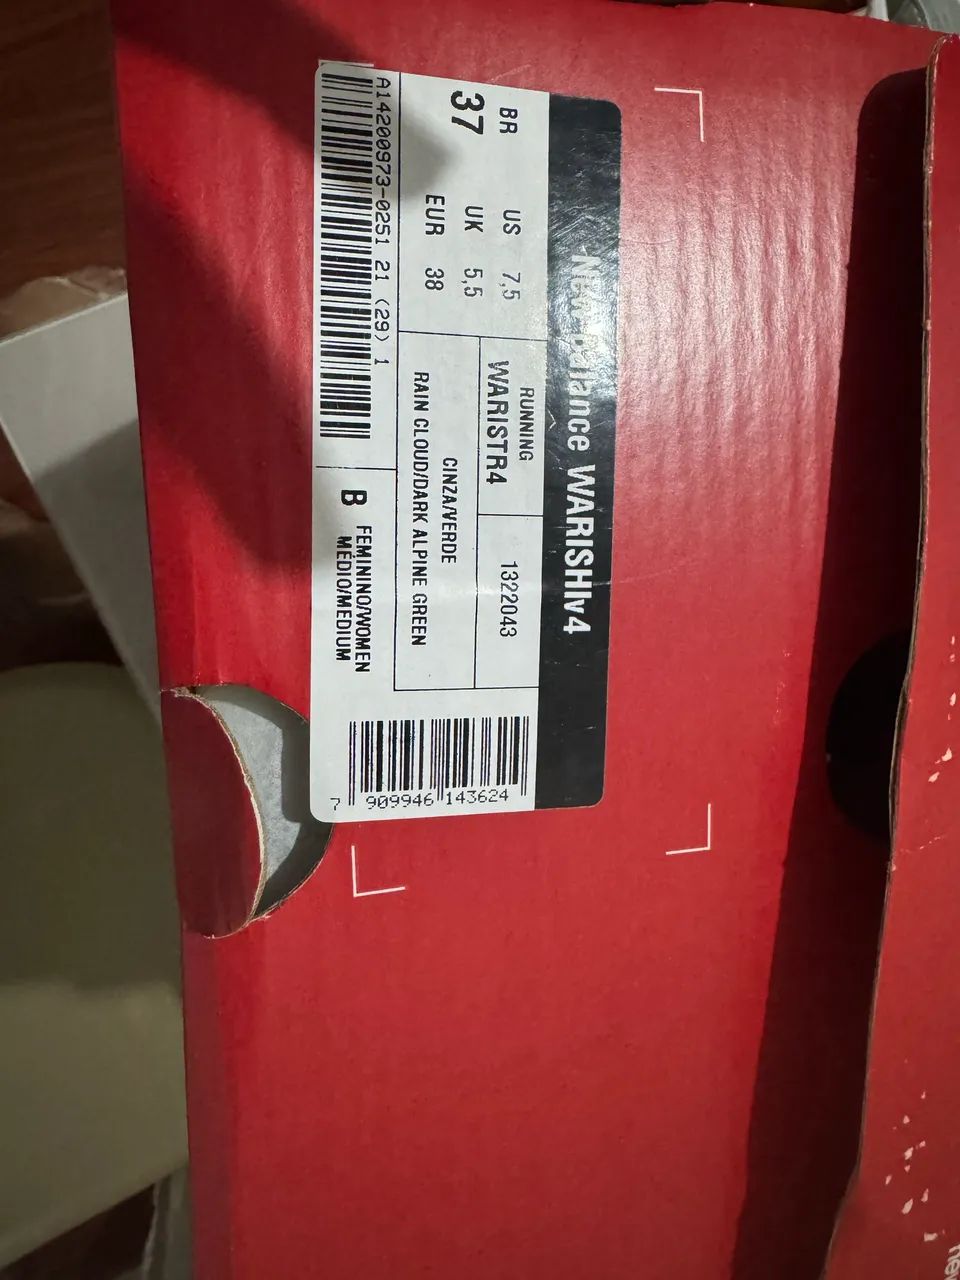 New Balance WARISHIv4
BR
37
US 7,5
UK 5,5
EUR 38
RUNNING
WARISTR4
1322043
CINZA/VERDE
RAIN CLOUD/DARK ALPINE GREEN
A14200973-0251 21 (29) 1
B FEMININO/WOMEN
MÉDIO/MEDIUM
7 909946 143624